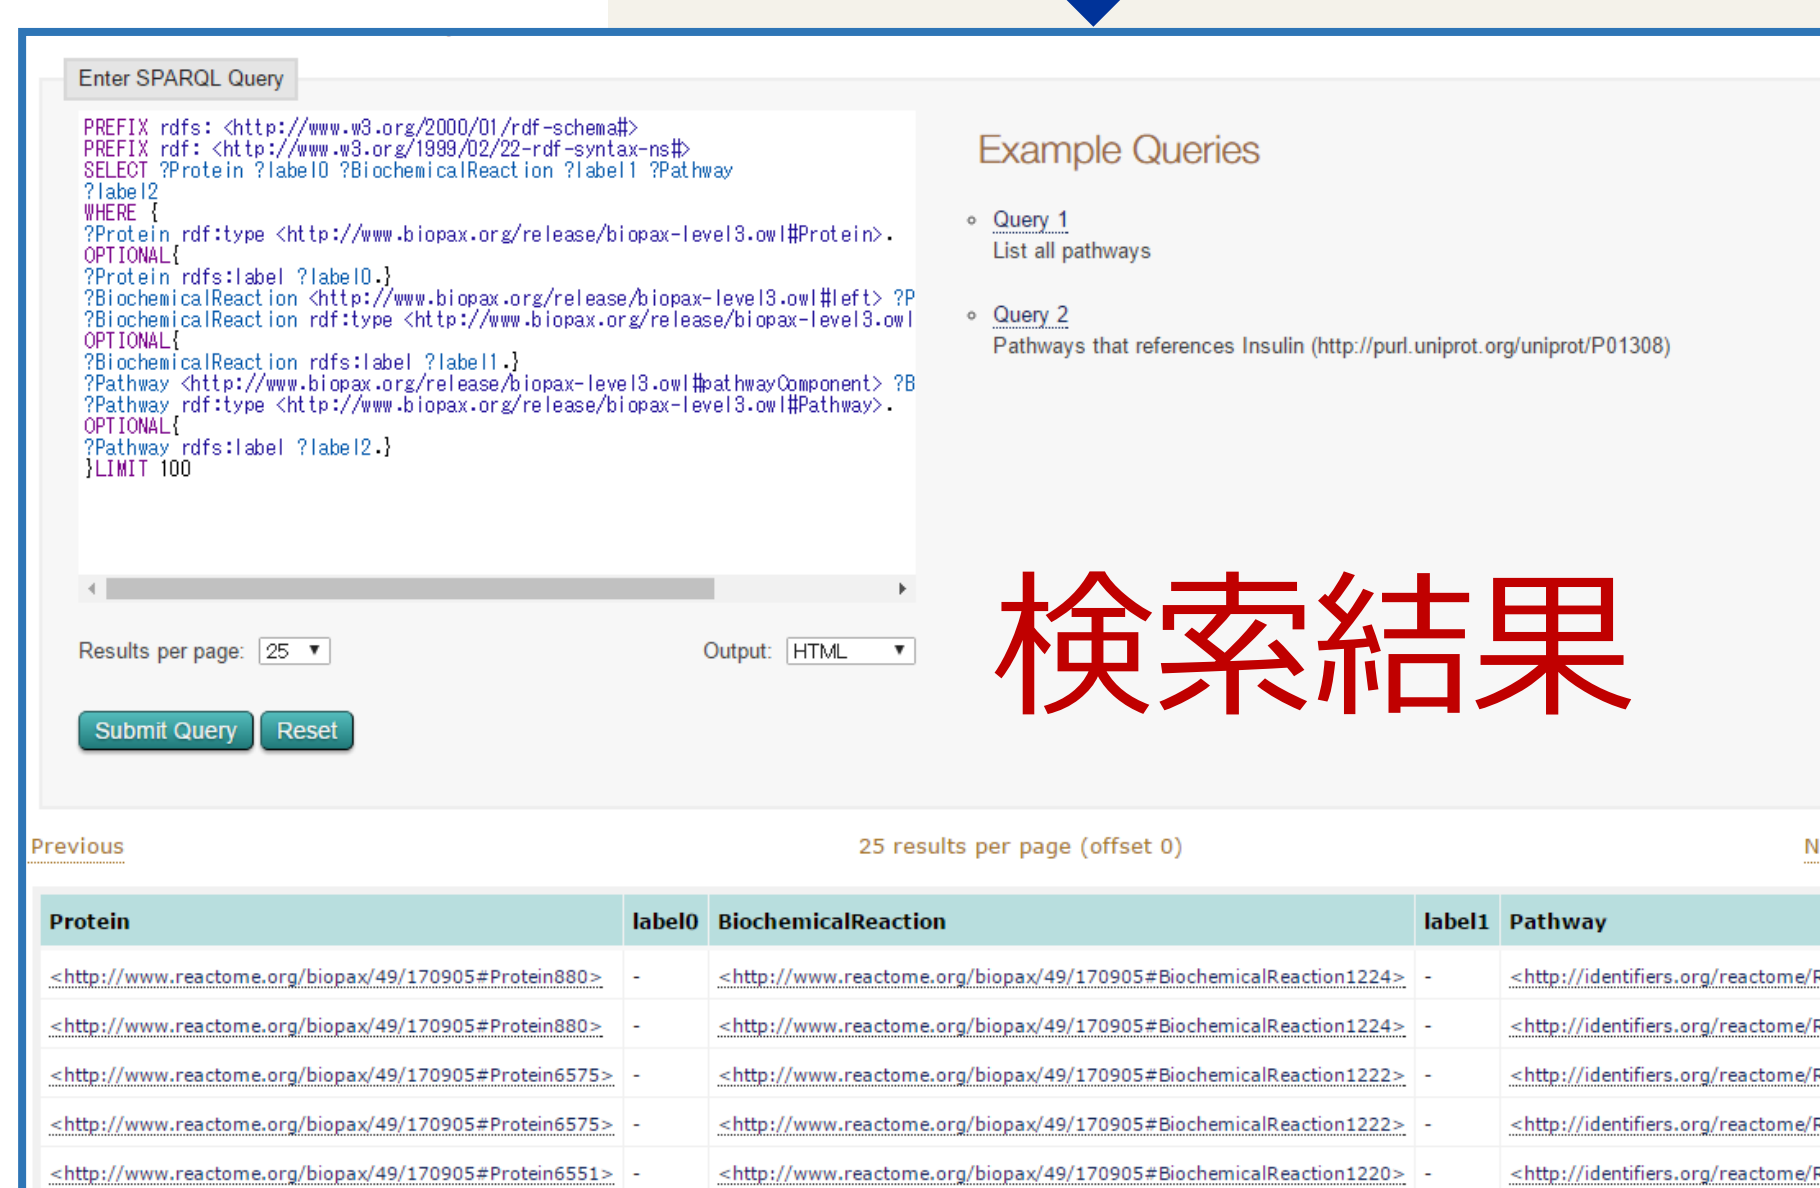 Enter SPARQL Query
PREFIX rdfs: <http://www.w3.org/2000/01/rdf-schema#>
PREFIX rdf: <http://www.w3.org/1999/02/22-rdf-syntax-ns#>
SELECT ?Protein ?label0 ?BiochemicalReaction ?label1 ?Pathway
?label2
WHERE {
?Protein rdf:type <http://www.biopax.org/release/biopax-level3.owl#Protein>.
OPTIONAL{
?Protein rdfs:label ?label0.}
?BiochemicalReaction <http://www.biopax.org/release/biopax-level3.owl#left> ?P
?BiochemicalReaction rdf:type <http://www.biopax.org/release/biopax-level3.owl
OPTIONAL{
?BiochemicalReaction rdfs:label ?label1.}
?Pathway <http://www.biopax.org/release/biopax-level3.owl#pathwayComponent> ?B
?Pathway rdf:type <http://www.biopax.org/release/biopax-level3.owl#Pathway>.
OPTIONAL{
?Pathway rdfs:label ?label2.}
}LIMIT 100
Results per page: 25 Output: HTML
Submit Query Reset
Example Queries
Query 1
List all pathways
Query 2
Pathways that references Insulin (http://purl.uniprot.org/uniprot/P01308)
検索結果
Previous 25 results per page (offset 0) N
Protein label0 BiochemicalReaction label1 Pathway
<http://www.reactome.org/biopax/49/170905#Protein880> - <http://www.reactome.org/biopax/49/170905#BiochemicalReaction1224> - <http://identifiers.org/reactome/R
<http://www.reactome.org/biopax/49/170905#Protein880> - <http://www.reactome.org/biopax/49/170905#BiochemicalReaction1224> - <http://identifiers.org/reactome/R
<http://www.reactome.org/biopax/49/170905#Protein6575> - <http://www.reactome.org/biopax/49/170905#BiochemicalReaction1222> - <http://identifiers.org/reactome/R
<http://www.reactome.org/biopax/49/170905#Protein6575> - <http://www.reactome.org/biopax/49/170905#BiochemicalReaction1222> - <http://identifiers.org/reactome/R
<http://www.reactome.org/biopax/49/170905#Protein6551> - <http://www.reactome.org/biopax/49/170905#BiochemicalReaction1220> - <http://identifiers.org/reactome/R